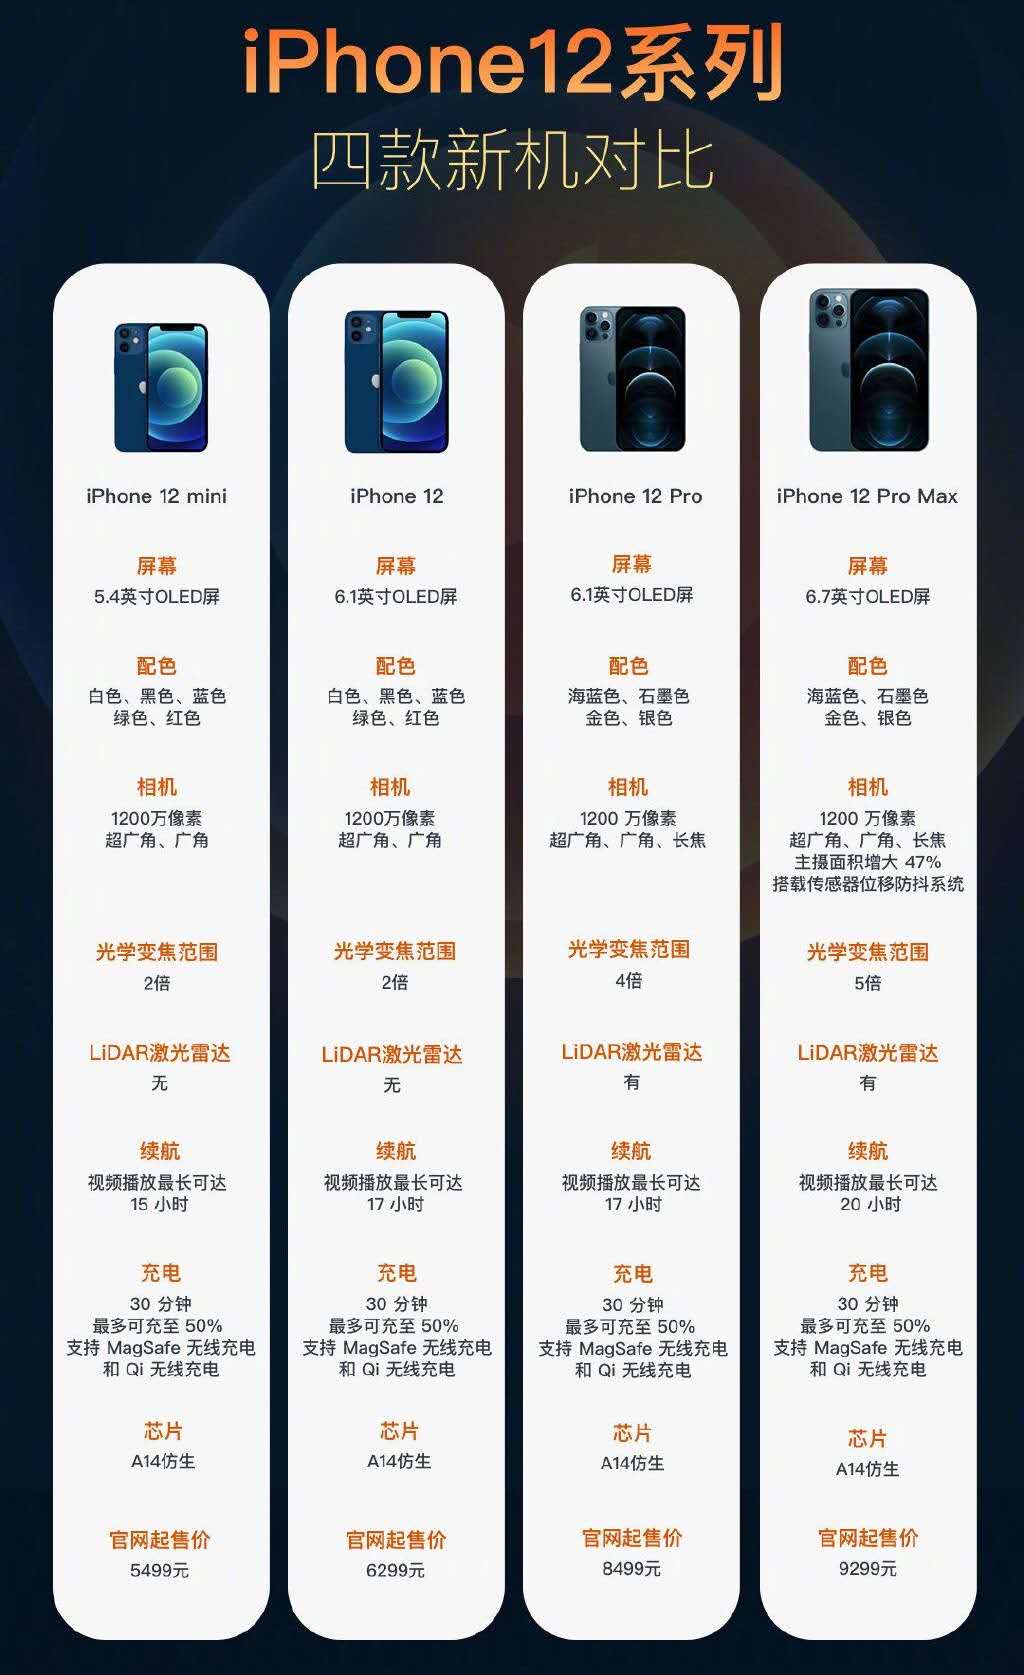 iPhone12系列
四款新机对比
iPhone 12 mini
屏幕
5.4英寸OLED屏
配色
白色、黑色、蓝色
绿色、红色
相机
1200万像素
超广角、广角
光学变焦范围
2倍
LiDAR激光雷达
无
续航
视频播放最长可达
15 小时
充电
30 分钟
最多可充至 50%
支持 MagSafe 无线充电
和 Qi 无线充电
芯片
A14仿生
官网起售价
5499元
iPhone 12
屏幕
6.1英寸OLED屏
配色
白色、黑色、蓝色
绿色、红色
相机
1200万像素
超广角、广角
光学变焦范围
2倍
LiDAR激光雷达
无
续航
视频播放最长可达
17 小时
充电
30 分钟
最多可充至 50%
支持 MagSafe 无线充电
和 Qi 无线充电
芯片
A14仿生
官网起售价
6299元
iPhone 12 Pro
屏幕
6.1英寸OLED屏
配色
海蓝色、石墨色
金色、银色
相机
1200 万像素
超广角、广角、长焦
光学变焦范围
4倍
LiDAR激光雷达
有
续航
视频播放最长可达
17 小时
充电
30 分钟
最多可充至 50%
支持 MagSafe 无线充电
和 Qi 无线充电
芯片
A14仿生
官网起售价
8499元
iPhone 12 Pro Max
屏幕
6.7英寸OLED屏
配色
海蓝色、石墨色
金色、银色
相机
1200 万像素
超广角、广角、长焦
主摄面积增大 47%
搭载传感器位移防抖系统
光学变焦范围
5倍
LiDAR激光雷达
有
续航
视频播放最长可达
20 小时
充电
30 分钟
最多可充至 50%
支持 MagSafe 无线充电
和 Qi 无线充电
芯片
A14仿生
官网起售价
9299元